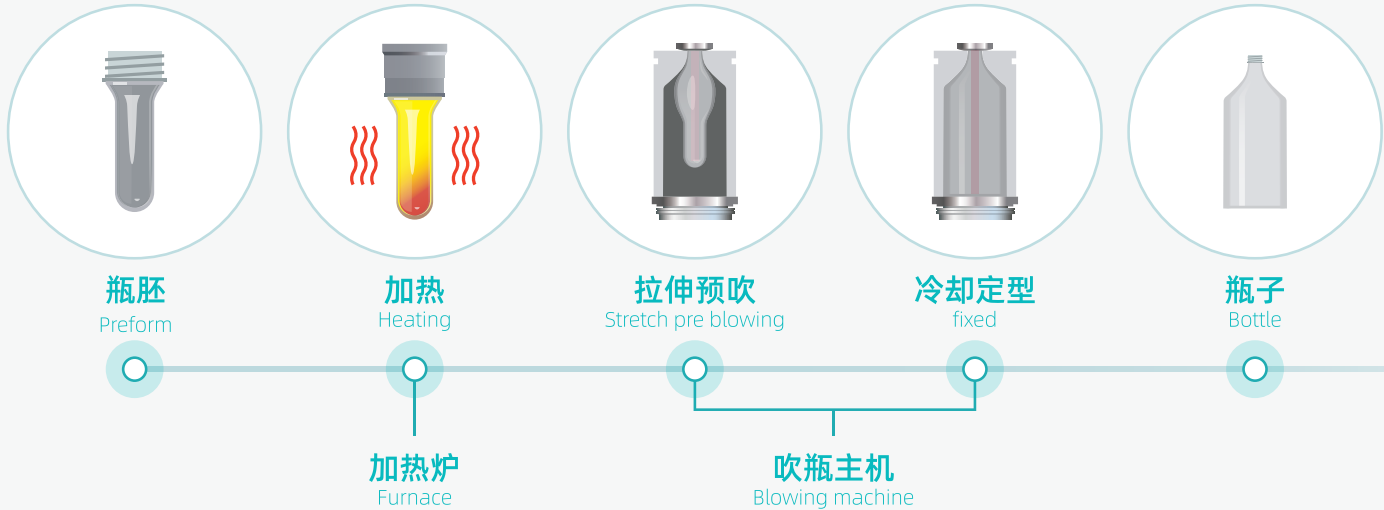 瓶胚
Preform
加热
Heating
拉伸预吹
Stretch pre blowing
冷却定型
fixed
瓶子
Bottle
加热炉
Furnace
吹瓶主机
Blowing machine